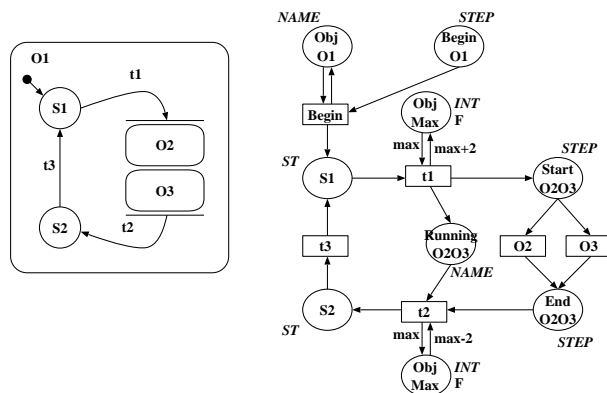 O1
t1
S1
O2
t3
O3
S2
t2
NAME
STEP
Obj
O1
Begin
O1
Begin
Obj
Max
INT
F
max
max+2
ST
STEP
S1
t1
Start
O2O3
t3
Running
O2O3
NAME
O2
O3
S2
t2
End
O2O3
ST
max
max-2
STEP
Obj
Max
INT
F